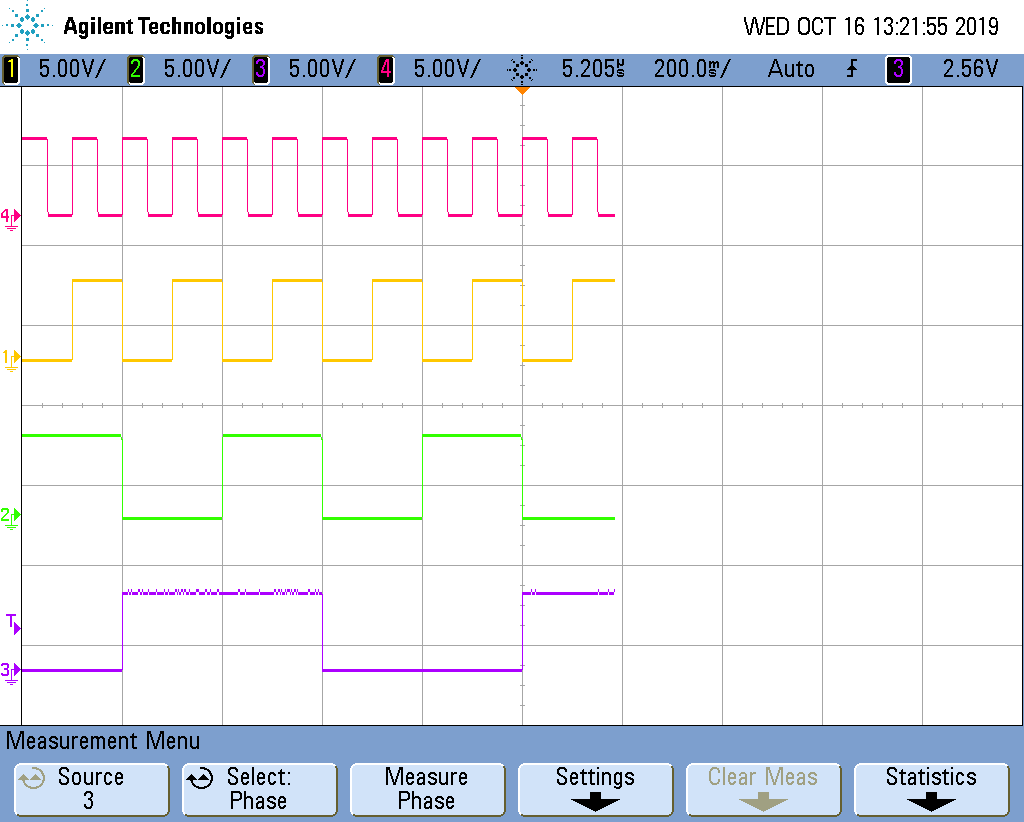 Agilent Technologies
WED OCT 16 13:21:55 2019
1 5.00V/ 2 5.00V/ 3 5.00V/ 4 5.00V/ 5.205µs 200.0ms/ Auto 3 2.56V
4
1
2
T
3
Measurement Menu
Source
3
Select:
Phase
Measure
Phase
Settings
Clear Meas
Statistics